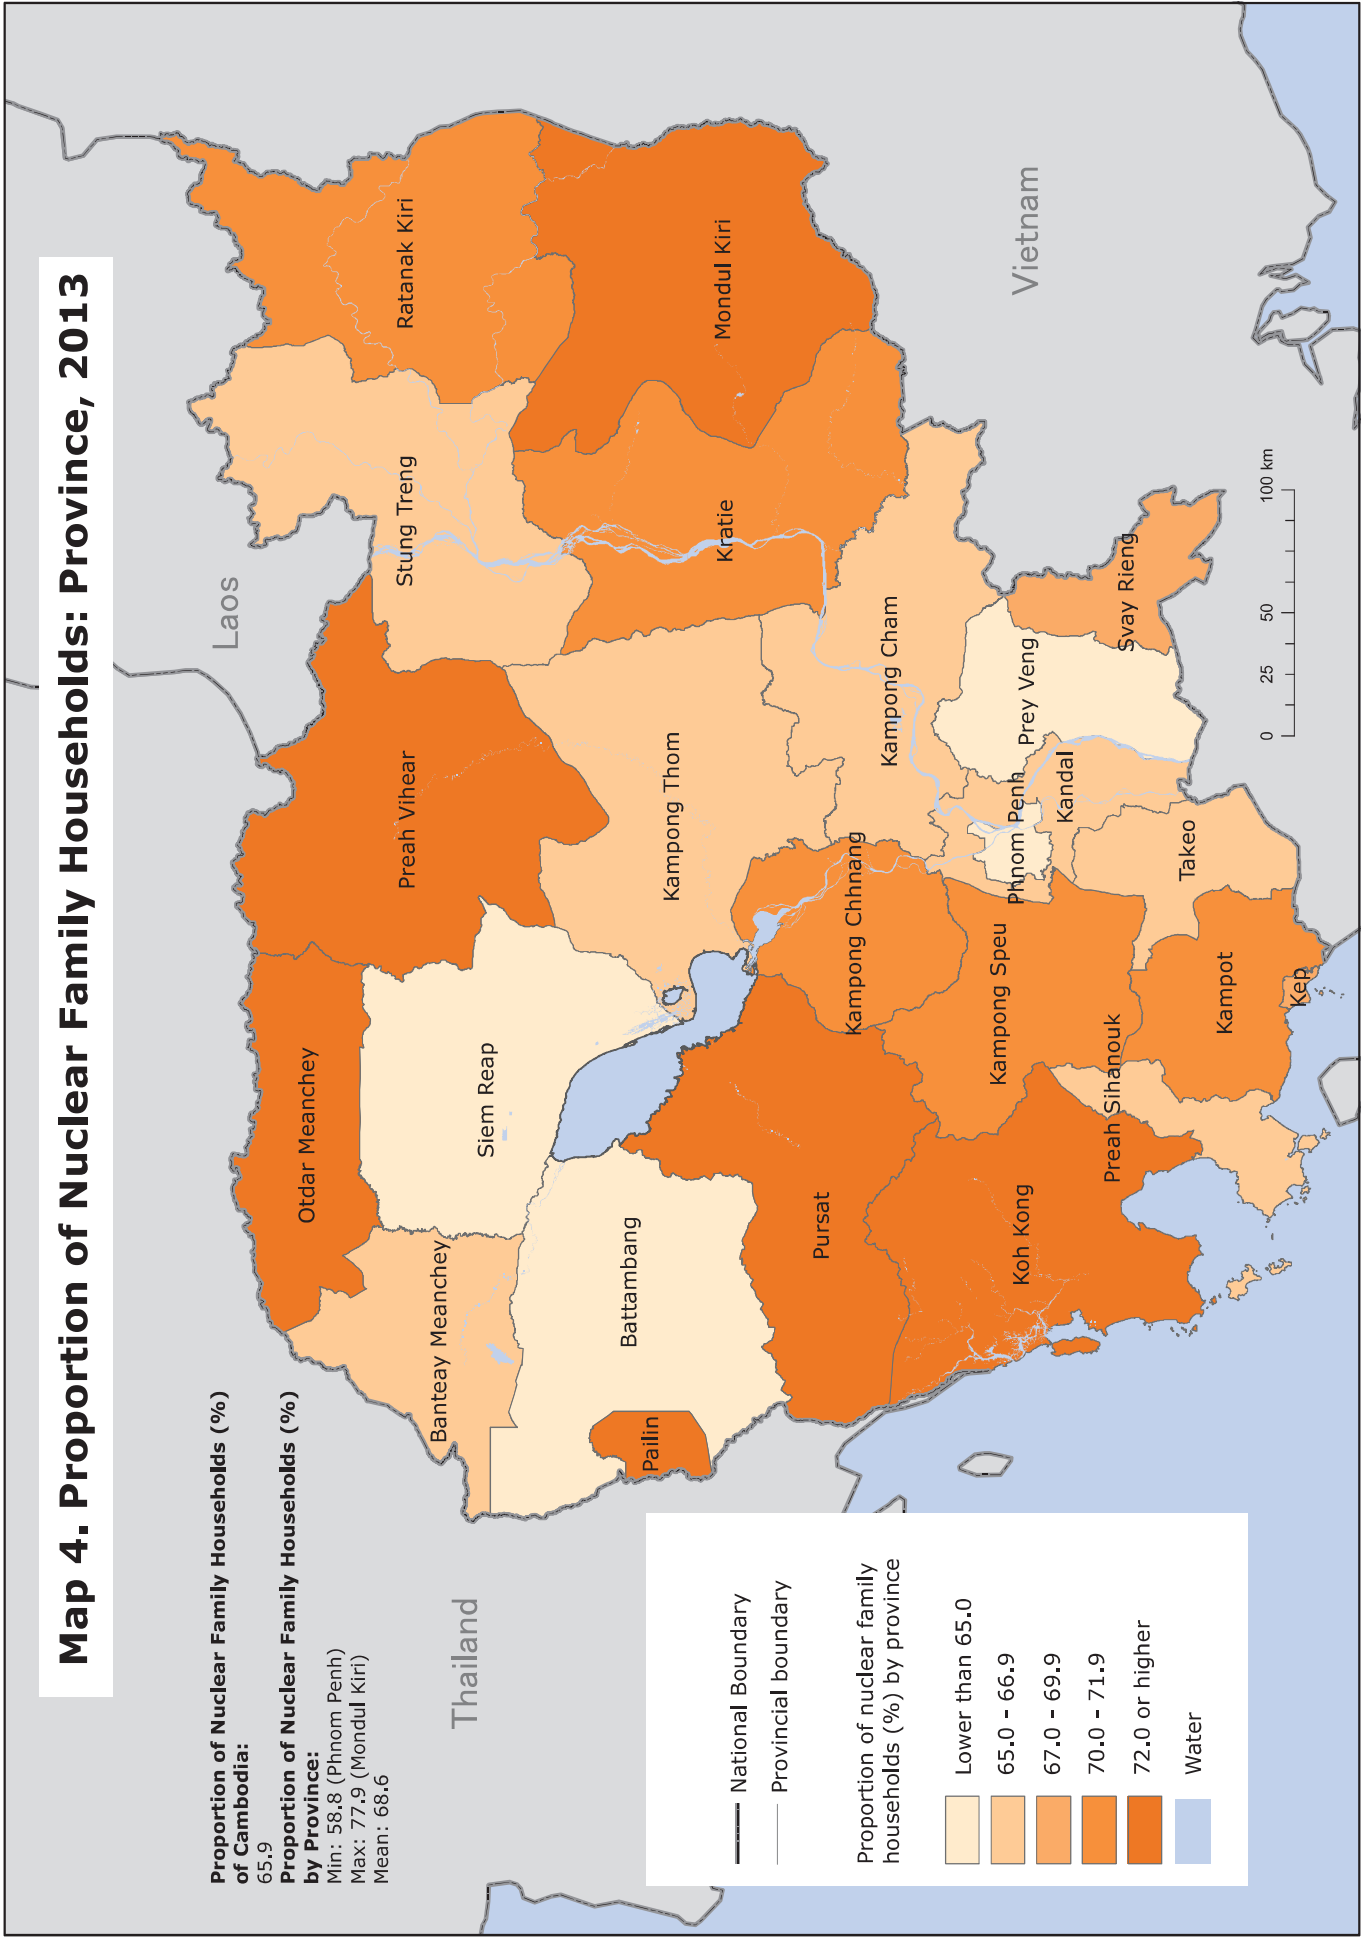 Map 4. Proportion of Nuclear Family Households: Province, 2013
Proportion of Nuclear Family Households (%)
of Cambodia:
65.9
Proportion of Nuclear Family Households (%)
by Province:
Min: 58.8 (Phnom Penh)
Max: 77.9 (Mondul Kiri)
Mean: 68.6
Laos
Thailand
Vietnam
Otdar Meanchey
Preah Vihear
Stung Treng
Ratanak Kiri
Banteay Meanchey
Siem Reap
Battambang
Pailin
Kampong Thom
Kratie
Mondul Kiri
Pursat
Kampong Chhnang
Kampong Cham
Koh Kong
Kampong Speu
Phnom Penh
Kandal
Prey Veng
Svay Rieng
Preah Sihanouk
Takeo
Kampot
Kep
National Boundary
Provincial boundary
Proportion of nuclear family
households (%) by province
Lower than 65.0
65.0 - 66.9
67.0 - 69.9
70.0 - 71.9
72.0 or higher
Water
0 25 50 100 km